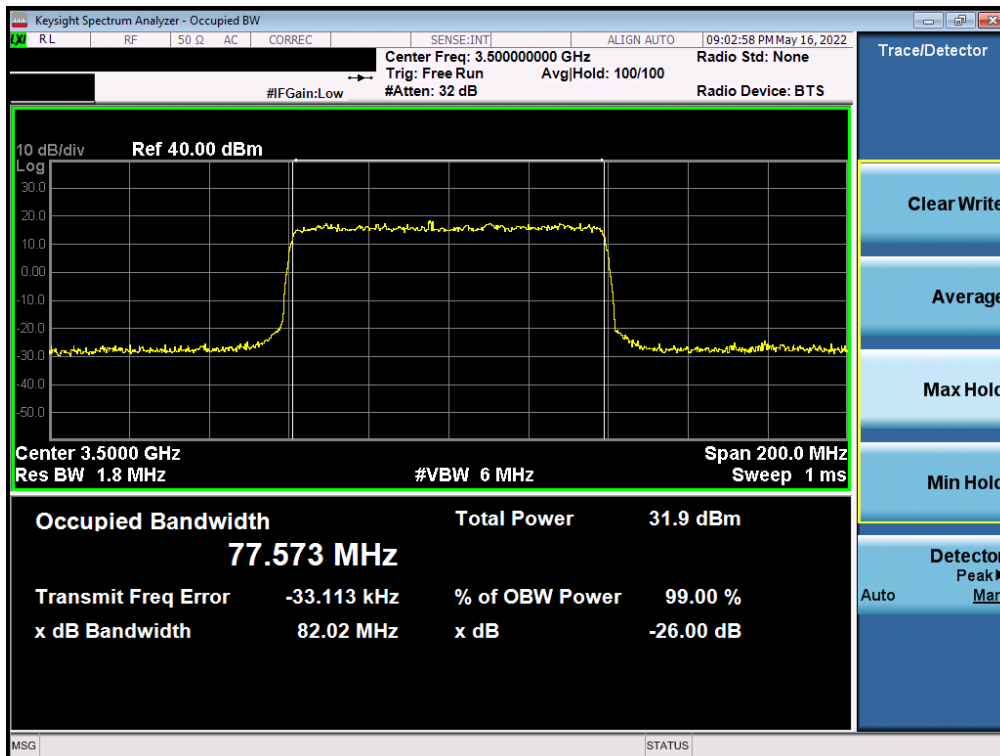 Keysight Spectrum Analyzer - Occupied BW
LXI RL RF 50 Ω AC CORREC SENSE:INT ALIGN AUTO 09:02:58 PM May 16, 2022
Center Freq: 3.500000000 GHz Radio Std: None
Trig: Free Run Avg|Hold: 100/100
#IFGain:Low #Atten: 32 dB Radio Device: BTS
10 dB/div Ref 40.00 dBm
Log
30.0
20.0
10.0
0.00
-10.0
-20.0
-30.0
-40.0
-50.0
Center 3.5000 GHz Span 200.0 MHz
Res BW 1.8 MHz #VBW 6 MHz Sweep 1 ms
Occupied Bandwidth Total Power 31.9 dBm
77.573 MHz
Transmit Freq Error -33.113 kHz % of OBW Power 99.00 %
x dB Bandwidth 82.02 MHz x dB -26.00 dB
MSG STATUS
Trace/Detector
Clear Write
Average
Max Hold
Min Hold
Detector
Peak
Auto Man